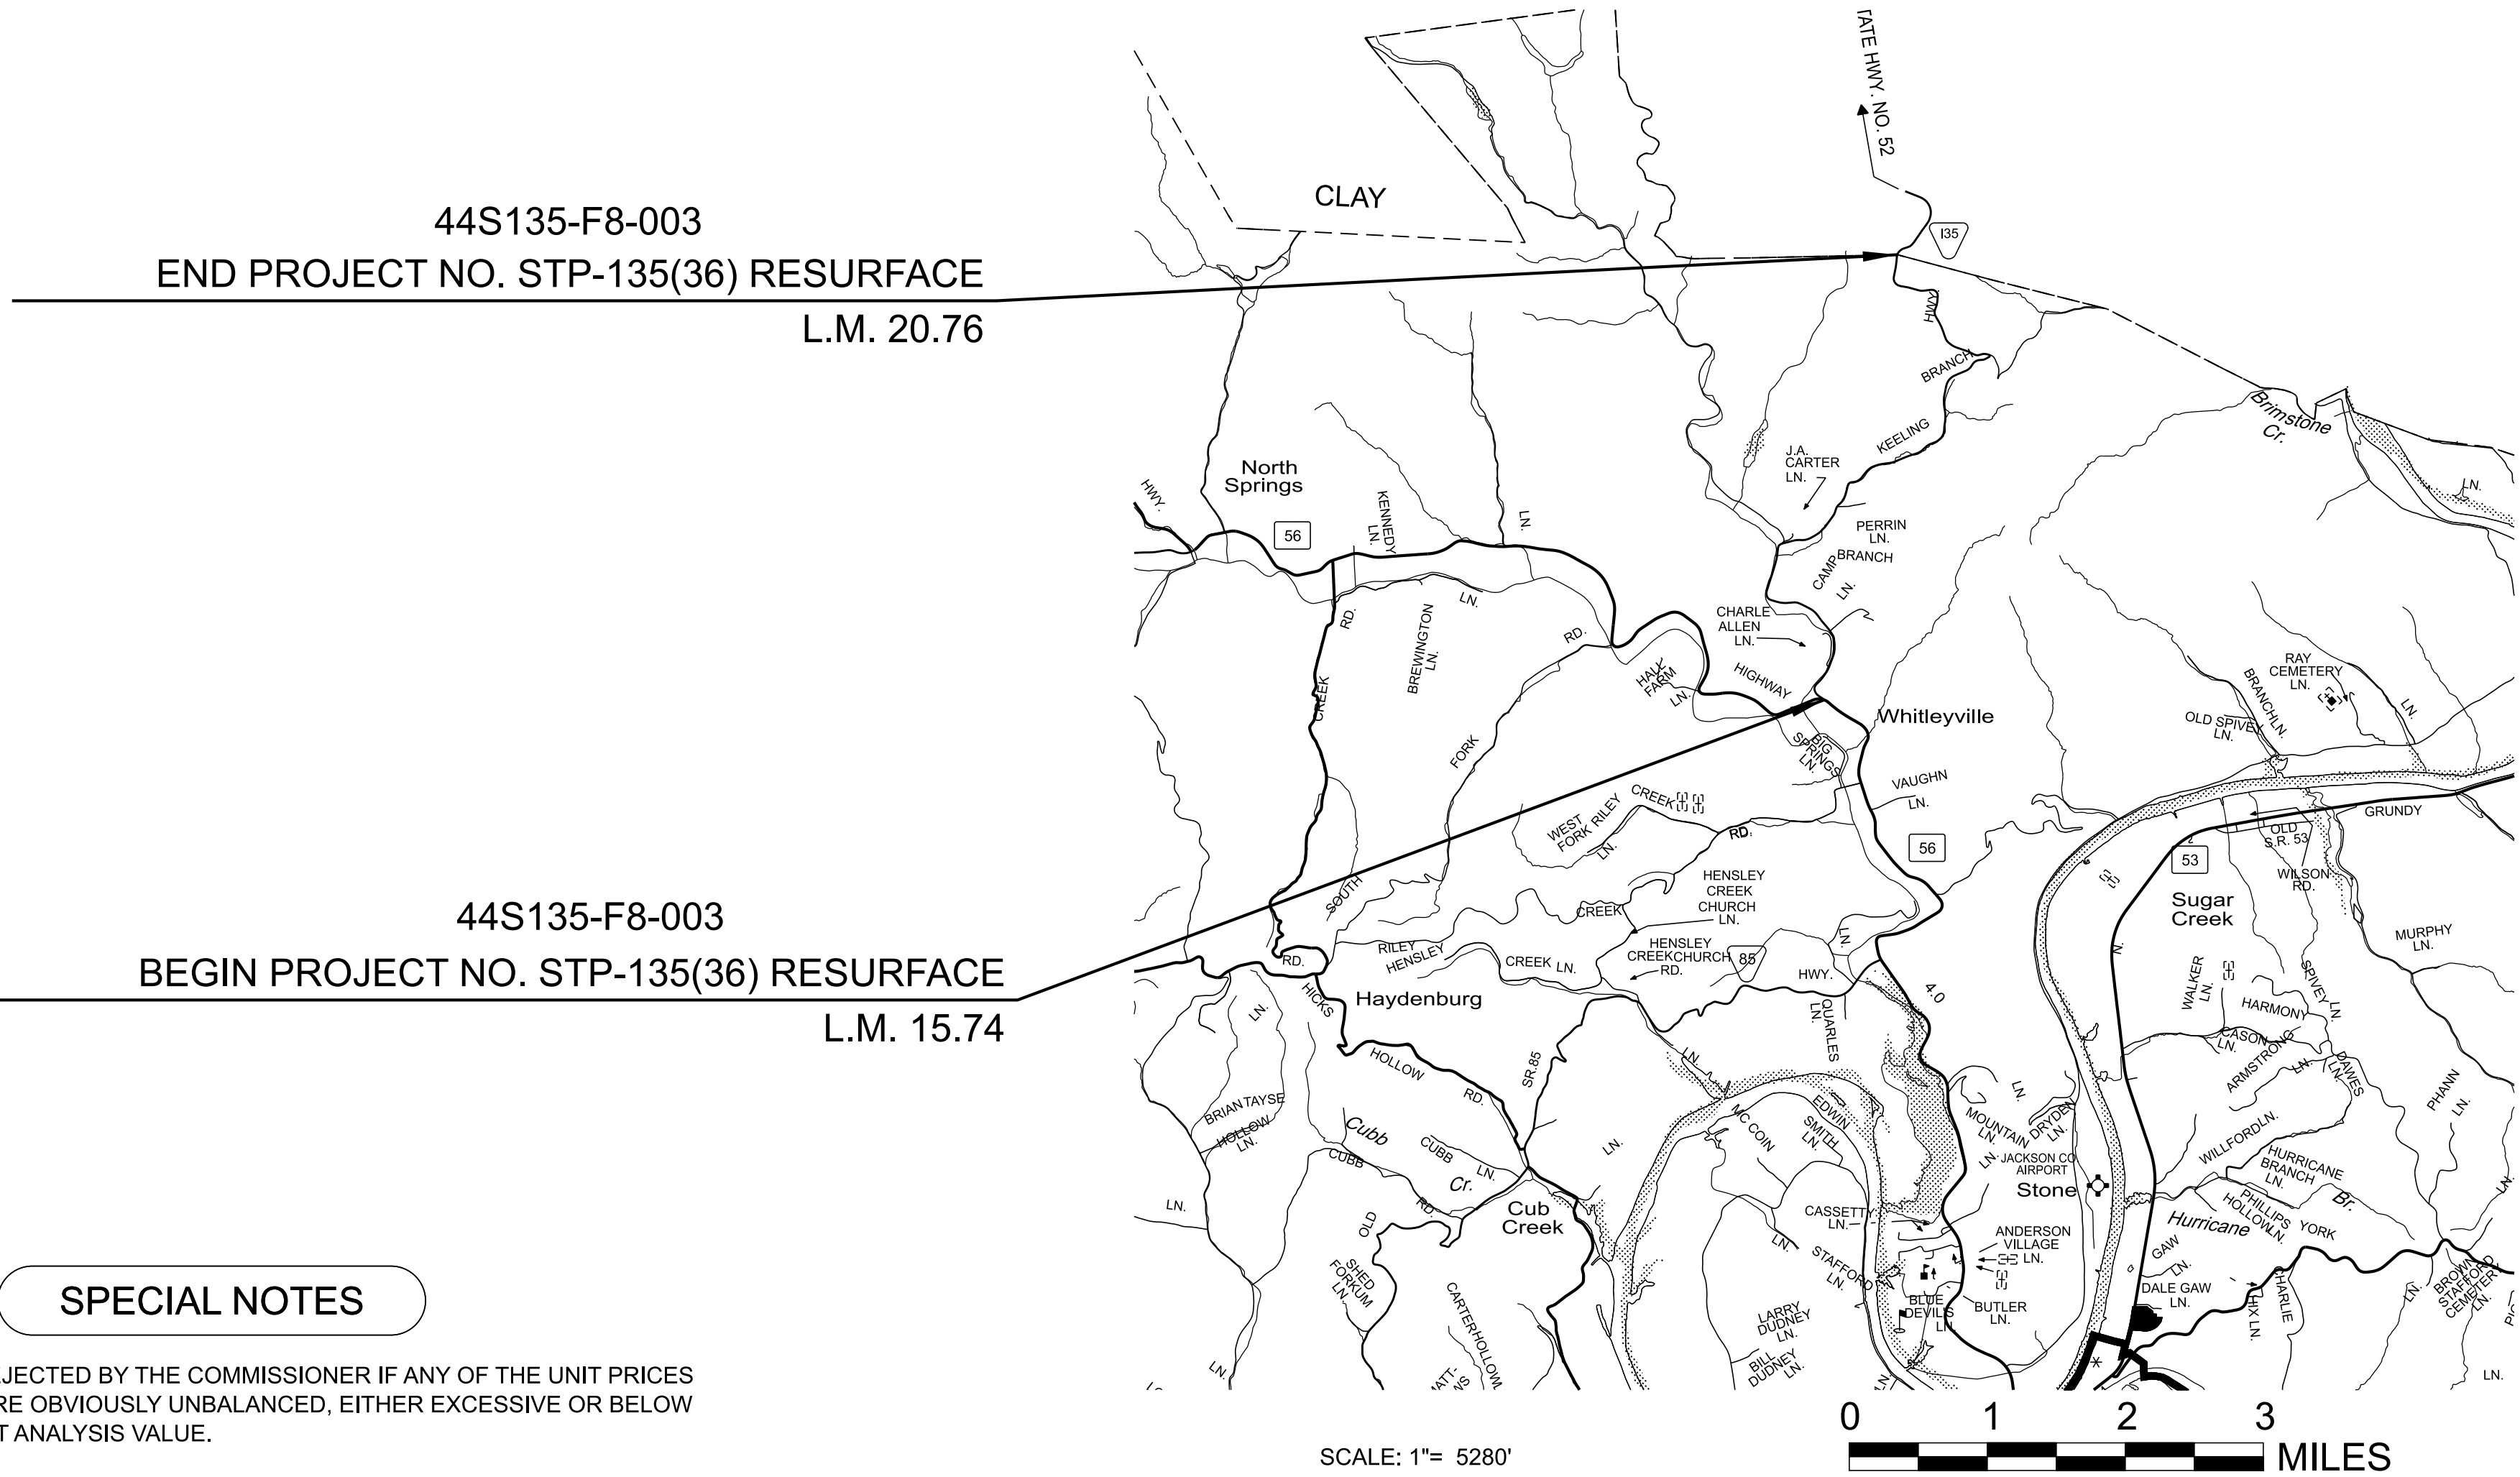 44S135-F8-003
END PROJECT NO. STP-135(36) RESURFACE
L.M. 20.76
44S135-F8-003
BEGIN PROJECT NO. STP-135(36) RESURFACE
L.M. 15.74
SPECIAL NOTES
JECTED BY THE COMMISSIONER IF ANY OF THE UNIT PRICES
RE OBVIOUSLY UNBALANCED, EITHER EXCESSIVE OR BELOW
T ANALYSIS VALUE.
TATE HWY. NO. 52
CLAY
135
HWY.
BRANCH
KEELING
Brimstone
Cr.
LN.
J.A.
CARTER
LN.
North
Springs
HWY.
56
KENNEDY
LN.
LN.
PERRIN
LN.
CAMP BRANCH
LN.
CHARLE
ALLEN
LN.
HIGHWAY
HALL
FARM
LN.
RD.
LN.
BREWINGTON
LN.
RD.
CREEK
FORK
SOUTH
Whitleyville
BIG
SPRINGS
LN.
VAUGHN
LN.
RAY
CEMETERY
LN.
BRANCH LN.
LN.
OLD SPIVEY
LN.
GRUNDY
OLD
S.R. 53
53
WILSON
RD.
Sugar
Creek
MURPHY
LN.
WEST
FORK RILEY
CREEK
LN.
RD.
56
HENSLEY
CREEK
CHURCH
LN.
CREEK
RILEY
HENSLEY
CREEK LN.
HENSLEY
CREEKCHURCH
RD.
85
HWY.
LN.
4.0
QUARLES
LN.
RD.
HICKS
Haydenburg
LN.
HOLLOW
RD.
SR.85
LN.
BRIAN TAYSE
HOLLOW
LN.
Cubb
Cr.
CUBB
RD.
CUBB
LN.
Cub
Creek
OLD
LN.
SHED
FORKUM
LN.
CARTER HOLLOW
LN.
MC COIN
LN.
EDWIN
SMITH
LN.
LN.
CASSETTY
LN.
STAFFORD
LN.
LARRY
DUDNEY
LN.
BILL
DUDNEY
LN.
LN.
BLUE
DEVILS
LN.
BUTLER
LN.
ANDERSON
VILLAGE
LN.
MOUNTAIN
LN.
DRYDEN
LN.
LN.
LN.
JACKSON CO
AIRPORT
Stone
N.
WALKER
LN.
SPIVEY
LN.
HARMONY
CASON
LN.
ARMSTRONG
LN.
DAWES
LN.
PHANN
LN.
WILLFORD LN.
HURRICANE
BRANCH
LN.
Hurricane
Br.
PHILLIPS
HOLLOW LN.
YORK
GAW
LN.
DALE GAW
LN.
HIX LN.
CHARLIE
LN.
BROWN
STAFFORD
CEMETERY
LN.
LN.
LN.
SCALE: 1"= 5280'
0 1 2 3
MILES